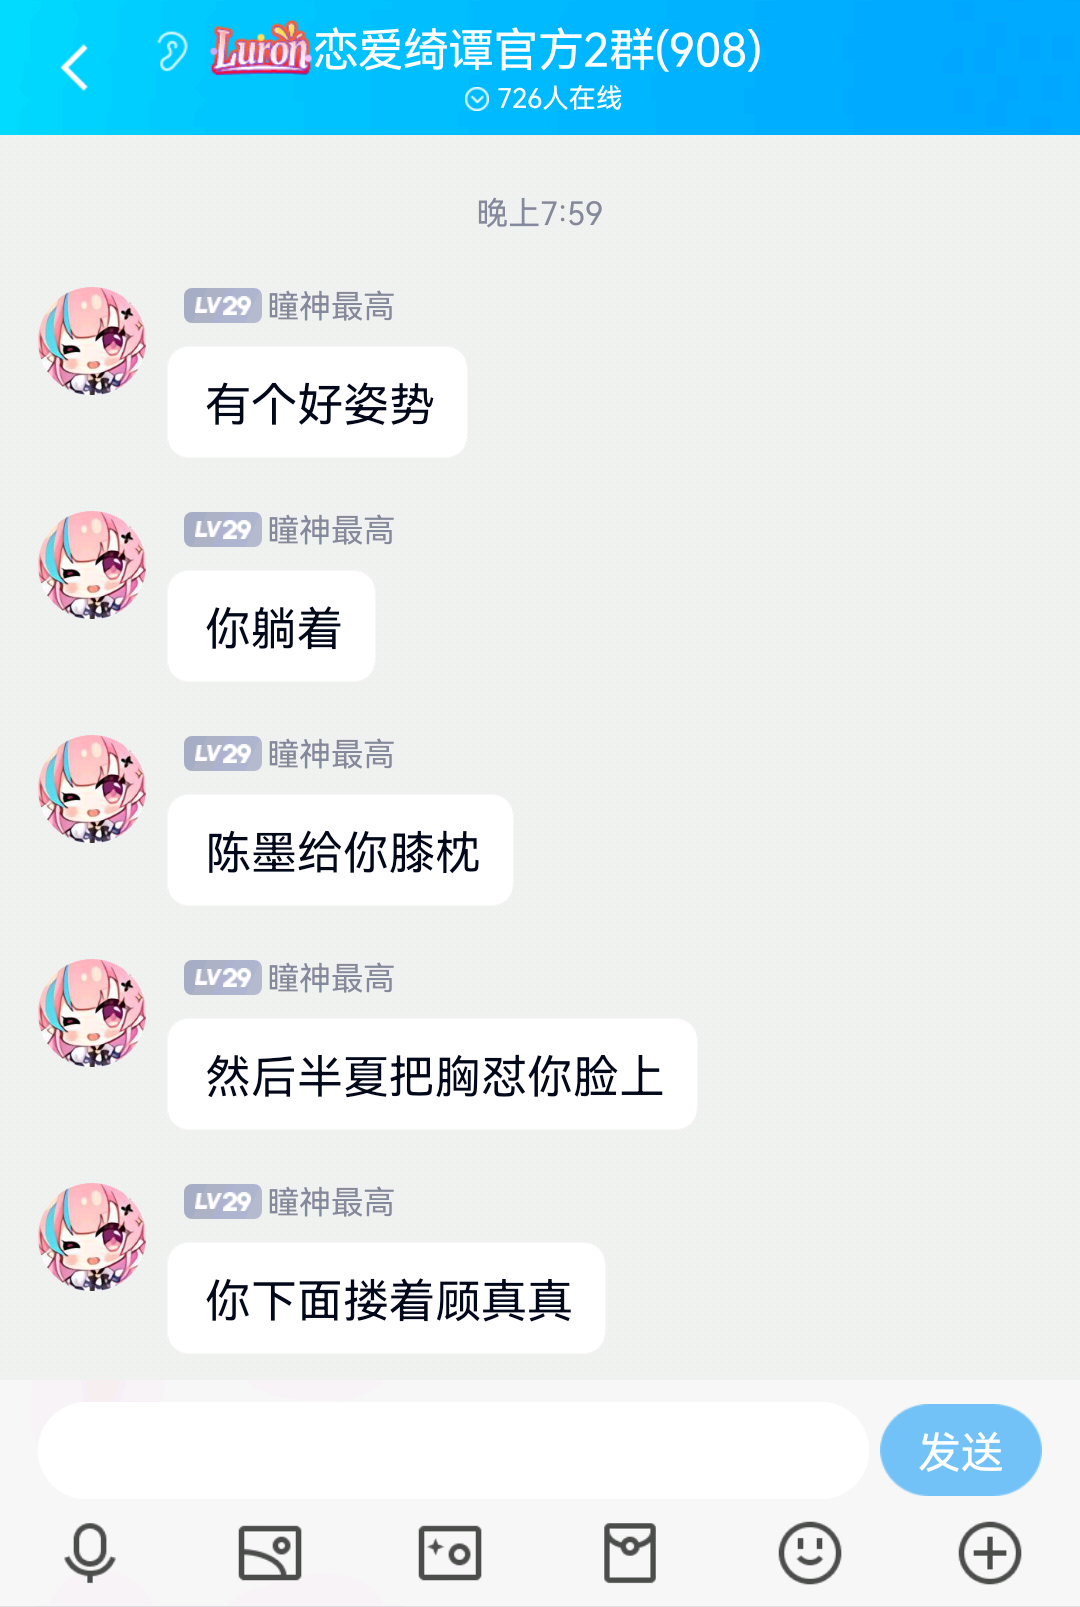 Luron恋爱绮谭官方2群(908)
726人在线
晚上7:59
LV29 瞳神最高
有个好姿势
LV29 瞳神最高
你躺着
LV29 瞳神最高
陈墨给你膝枕
LV29 瞳神最高
然后半夏把胸怼你脸上
LV29 瞳神最高
你下面搂着顾真真
发送